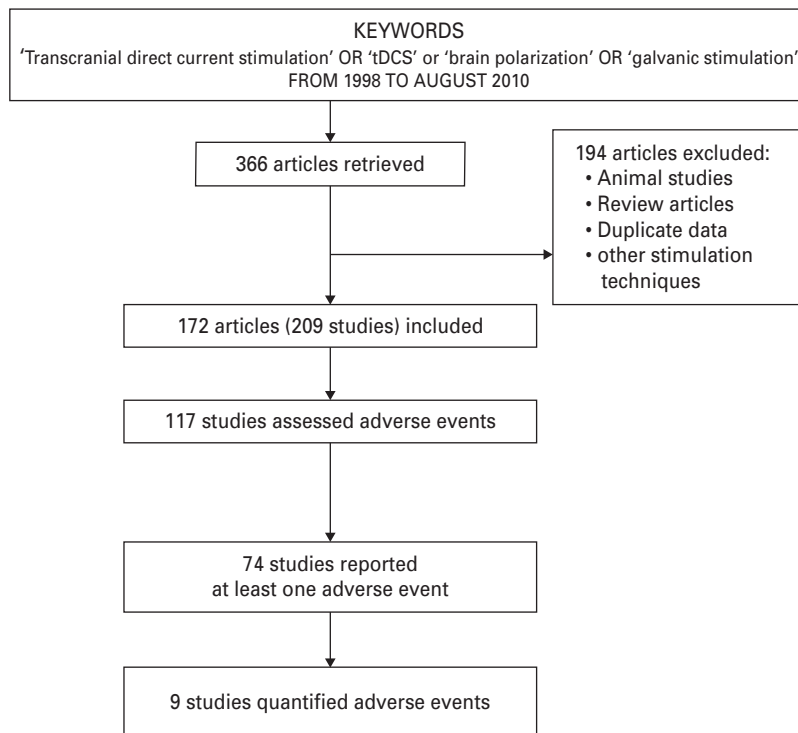 KEYWORDS
'Transcranial direct current stimulation' OR 'tDCS' or 'brain polarization' OR 'galvanic stimulation'
FROM 1998 TO AUGUST 2010
366 articles retrieved
194 articles excluded:
• Animal studies
• Review articles
• Duplicate data
• other stimulation
techniques
172 articles (209 studies) included
117 studies assessed adverse events
74 studies reported
at least one adverse event
9 studies quantified adverse events